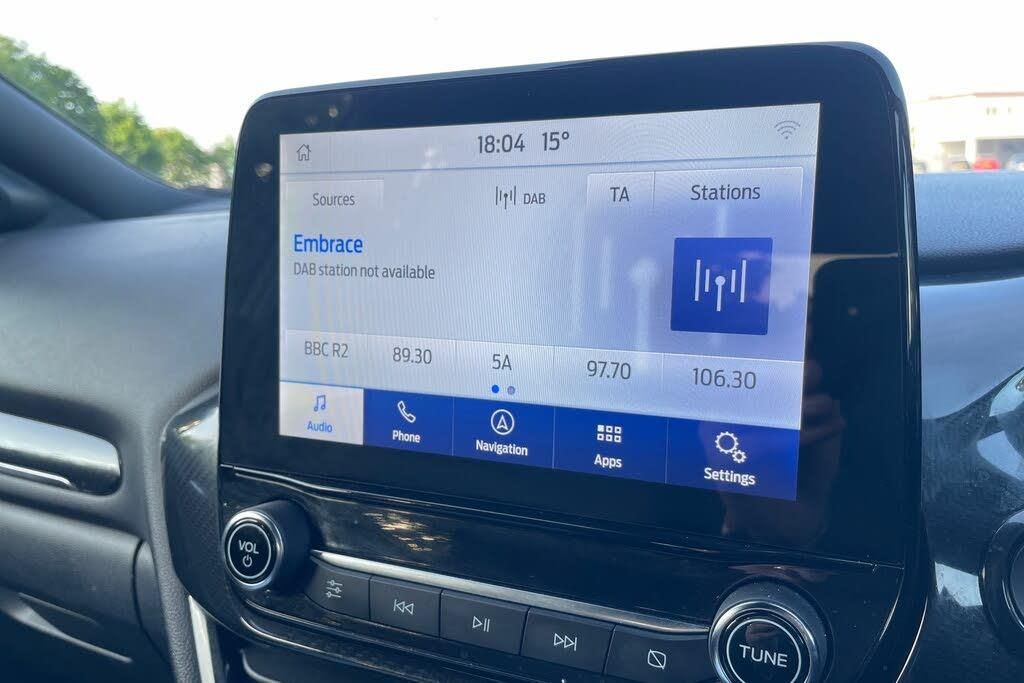 18:04 15°
Sources DAB TA Stations
Embrace
DAB station not available
BBC R2 89.30 5A 97.70 106.30
Audio Phone Navigation Apps Settings
VOL
TUNE